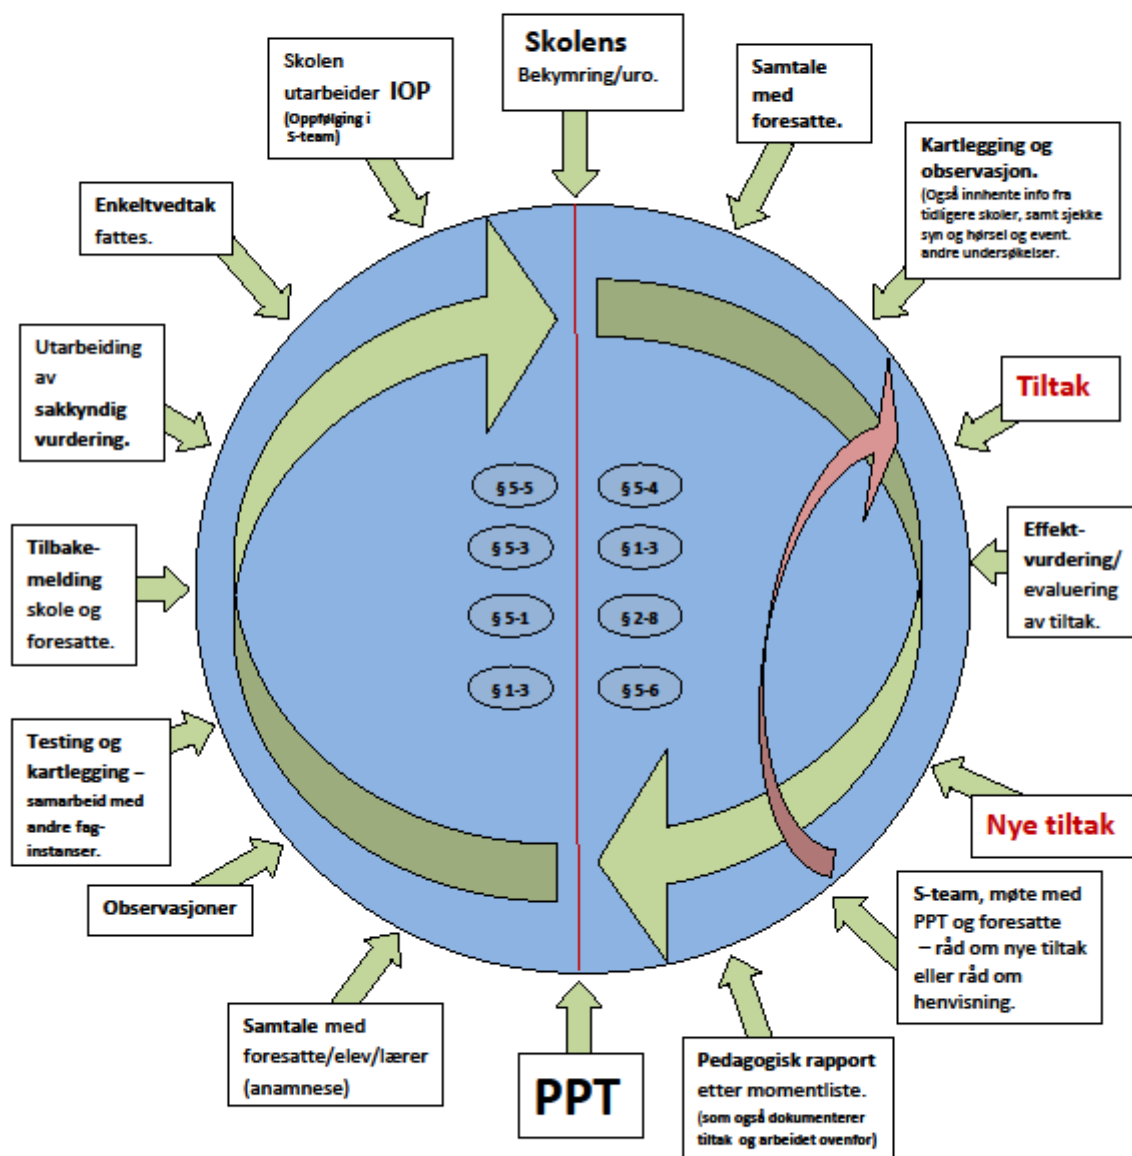 Skolens
Bekymring/uro.
Samtale
med
foresatte.
Kartlegging og
observasjon.
(Også innhente info fra
tidligere skoler, samt sjekke
syn og hørsel og event.
andre undersøkelser.
Tiltak
Effekt-
vurdering/
evaluering
av tiltak.
Nye tiltak
S-team, møte med
PPT og foresatte
– råd om nye tiltak
eller råd om
henvisning.
Pedagogisk rapport
etter momentliste.
(som også dokumenterer
tiltak og arbeidet ovenfor)
PPT
Samtale med
foresatte/elev/lærer
(anamnese)
Observasjoner
Testing og
kartlegging –
samarbeid med
andre fag-
instanser.
Tilbake-
melding
skole og
foresatte.
Utarbeiding
av
sakkyndig
vurdering.
Enkeltvedtak
fattes.
Skolen
utarbeider IOP
(Oppfølging i
S-team)
§ 5-5
§ 5-3
§ 5-1
§ 1-3
§ 5-4
§ 1-3
§ 2-8
§ 5-6